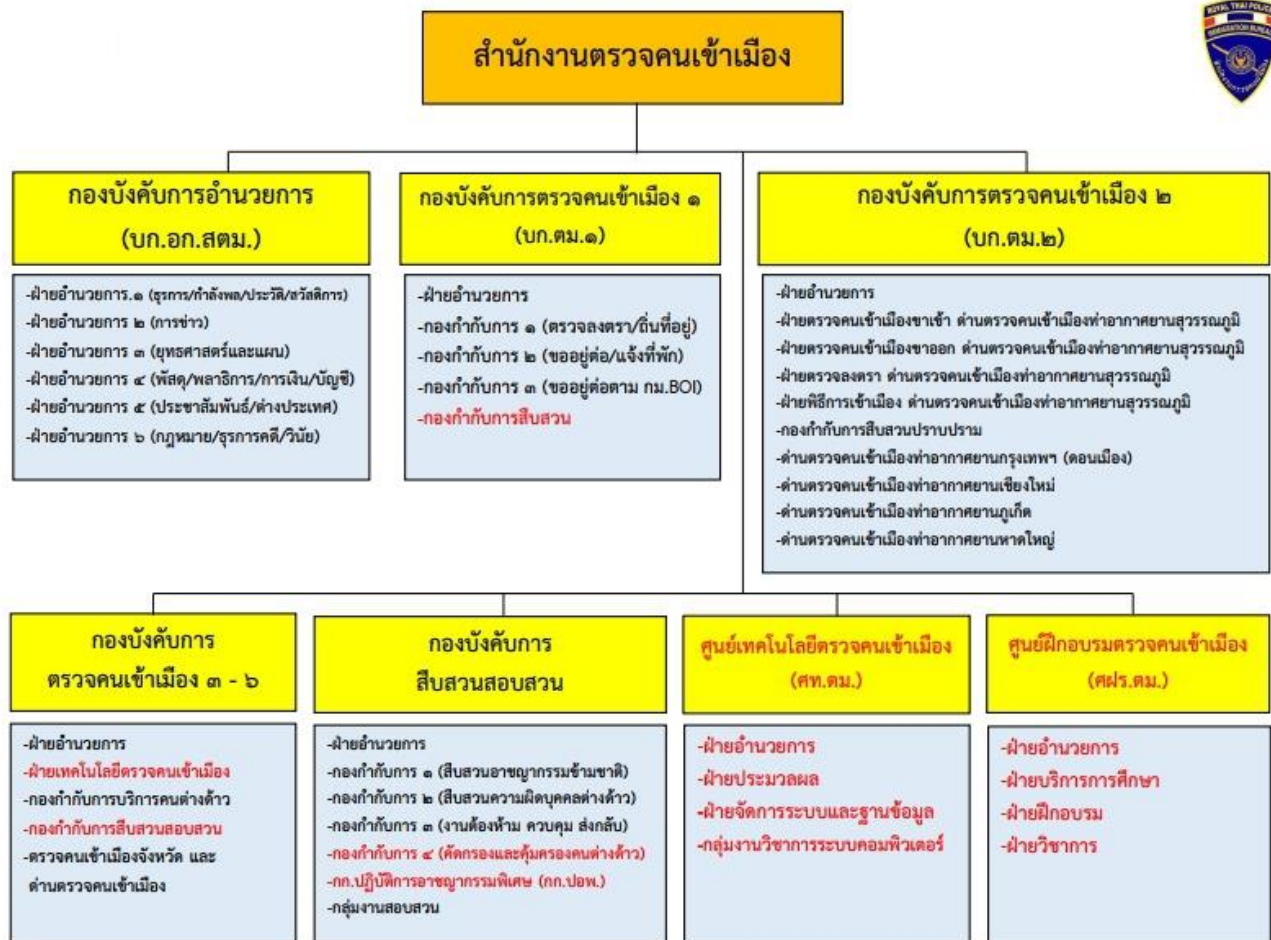 ROYAL THAI POLICE
IMMIGRATION BUREAU
สำนักงานตรวจคนเข้าเมือง
สำนักงานตรวจคนเข้าเมือง
กองบังคับการอำนวยการ
(บก.อก.สตม.)
-ฝ่ายอำนวยการ.๑ (ธุรการ/กำลังพล/ประวัติ/สวัสดิการ)
-ฝ่ายอำนวยการ ๒ (การข่าว)
-ฝ่ายอำนวยการ ๓ (ยุทธศาสตร์และแผน)
-ฝ่ายอำนวยการ ๔ (พัสดุ/พลาธิการ/การเงิน/บัญชี)
-ฝ่ายอำนวยการ ๕ (ประชาสัมพันธ์/ต่างประเทศ)
-ฝ่ายอำนวยการ ๖ (กฎหมาย/ธุรการคดี/วินัย)
กองบังคับการตรวจคนเข้าเมือง ๑
(บก.ตม.๑)
-ฝ่ายอำนวยการ
-กองกำกับการ ๑ (ตรวจลงตรา/ถิ่นที่อยู่)
-กองกำกับการ ๒ (ขออยู่ต่อ/แจ้งที่พัก)
-กองกำกับการ ๓ (ขออยู่ต่อตาม กม.BOI)
-กองกำกับการสืบสวน
กองบังคับการตรวจคนเข้าเมือง ๒
(บก.ตม.๒)
-ฝ่ายอำนวยการ
-ฝ่ายตรวจคนเข้าเมืองขาเข้า ด่านตรวจคนเข้าเมืองท่าอากาศยานสุวรรณภูมิ
-ฝ่ายตรวจคนเข้าเมืองขาออก ด่านตรวจคนเข้าเมืองท่าอากาศยานสุวรรณภูมิ
-ฝ่ายตรวจลงตรา ด่านตรวจคนเข้าเมืองท่าอากาศยานสุวรรณภูมิ
-ฝ่ายพิธีการเข้าเมือง ด่านตรวจคนเข้าเมืองท่าอากาศยานสุวรรณภูมิ
-กองกำกับการสืบสวนปราบปราม
-ด่านตรวจคนเข้าเมืองท่าอากาศยานกรุงเทพฯ (ดอนเมือง)
-ด่านตรวจคนเข้าเมืองท่าอากาศยานเชียงใหม่
-ด่านตรวจคนเข้าเมืองท่าอากาศยานภูเก็ต
-ด่านตรวจคนเข้าเมืองท่าอากาศยานหาดใหญ่
กองบังคับการ
ตรวจคนเข้าเมือง ๓ - ๖
-ฝ่ายอำนวยการ
-ฝ่ายเทคโนโลยีตรวจคนเข้าเมือง
-กองกำกับการบริการคนต่างด้าว
-กองกำกับการสืบสวนสอบสวน
-ตรวจคนเข้าเมืองจังหวัด และ
ด่านตรวจคนเข้าเมือง
กองบังคับการ
สืบสวนสอบสวน
-ฝ่ายอำนวยการ
-กองกำกับการ ๑ (สืบสวนอาชญากรรมข้ามชาติ)
-กองกำกับการ ๒ (สืบสวนความผิดบุคคลต่างด้าว)
-กองกำกับการ ๓ (งานต้องห้าม ควบคุม ส่งกลับ)
-กองกำกับการ ๔ (คัดกรองและคุ้มครองคนต่างด้าว)
-กก.ปฏิบัติการอาชญากรรมพิเศษ (กก.ปอพ.)
-กลุ่มงานสอบสวน
ศูนย์เทคโนโลยีตรวจคนเข้าเมือง
(ศท.ตม.)
-ฝ่ายอำนวยการ
-ฝ่ายประมวลผล
-ฝ่ายจัดการระบบและฐานข้อมูล
-กลุ่มงานวิชาการระบบคอมพิวเตอร์
ศูนย์ฝึกอบรมตรวจคนเข้าเมือง
(ศฝร.ตม.)
-ฝ่ายอำนวยการ
-ฝ่ายบริการการศึกษา
-ฝ่ายฝึกอบรม
-ฝ่ายวิชาการ